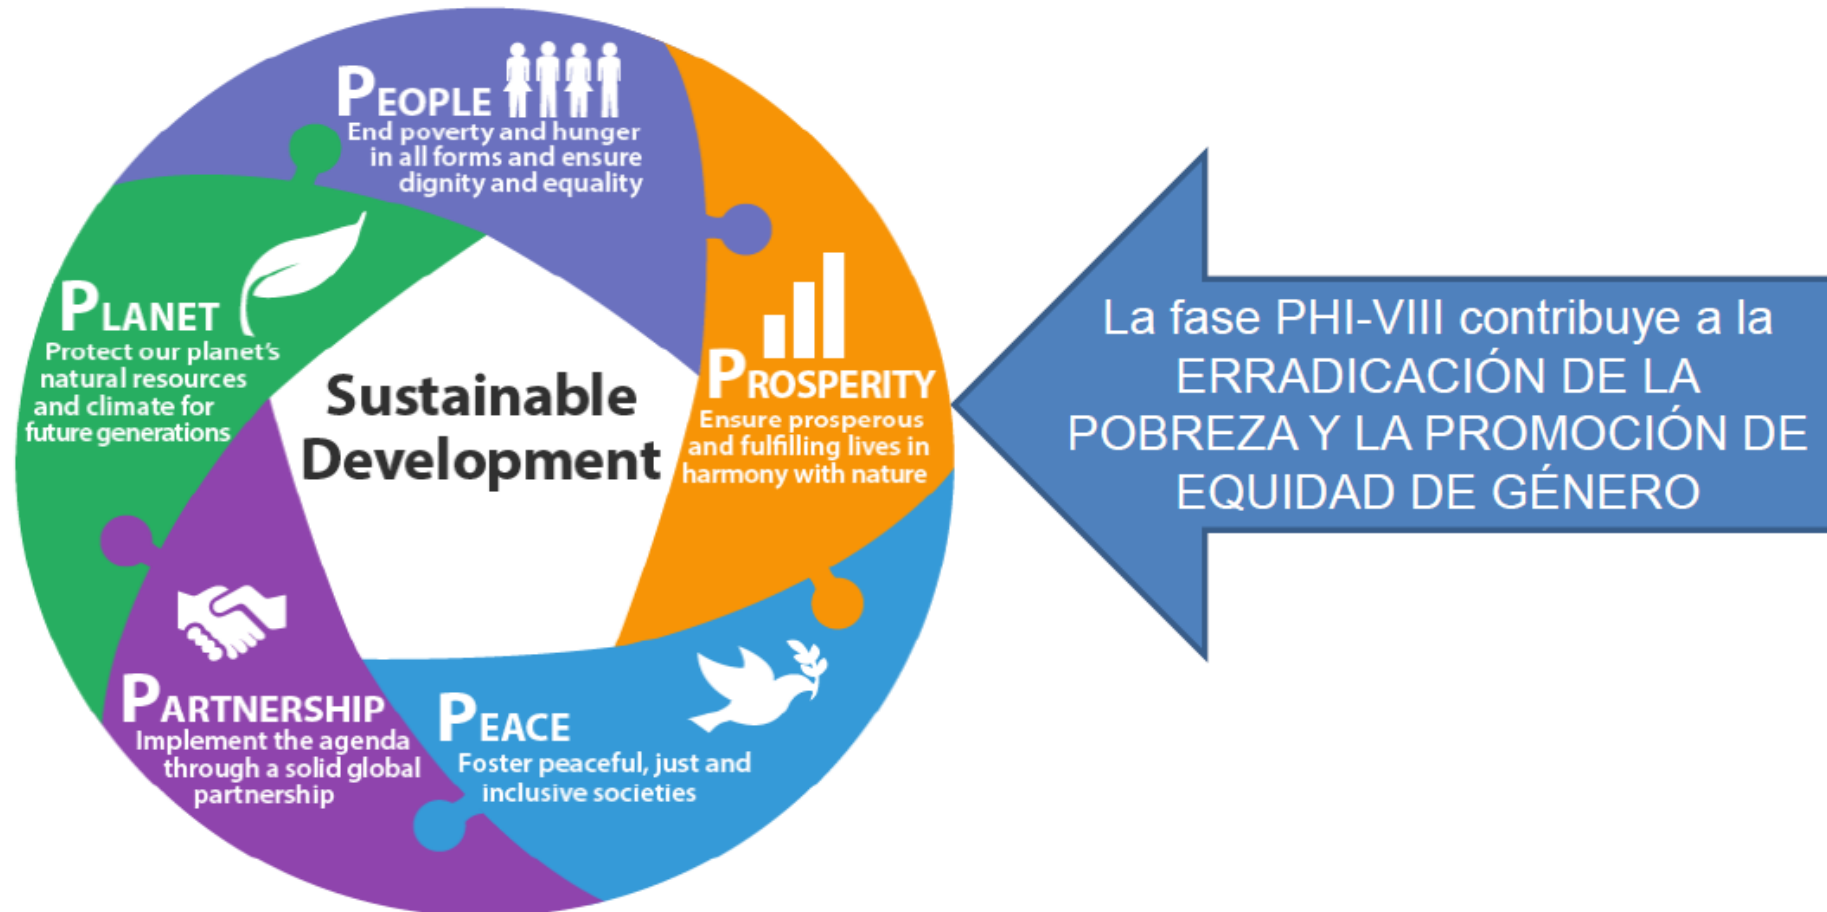 PEOPLE
End poverty and hunger
in all forms and ensure
dignity and equality
PLANET
Protect our planet's
natural resources
and climate for
future generations
Sustainable
Development
PROSPERITY
Ensure prosperous
and fulfilling lives in
harmony with nature
PARTNERSHIP
Implement the agenda
through a solid global
partnership
PEACE
Foster peaceful, just and
inclusive societies
La fase PHI-VIII contribuye a la
ERRADICACIÓN DE LA
POBREZA Y LA PROMOCIÓN DE
EQUIDAD DE GÉNERO